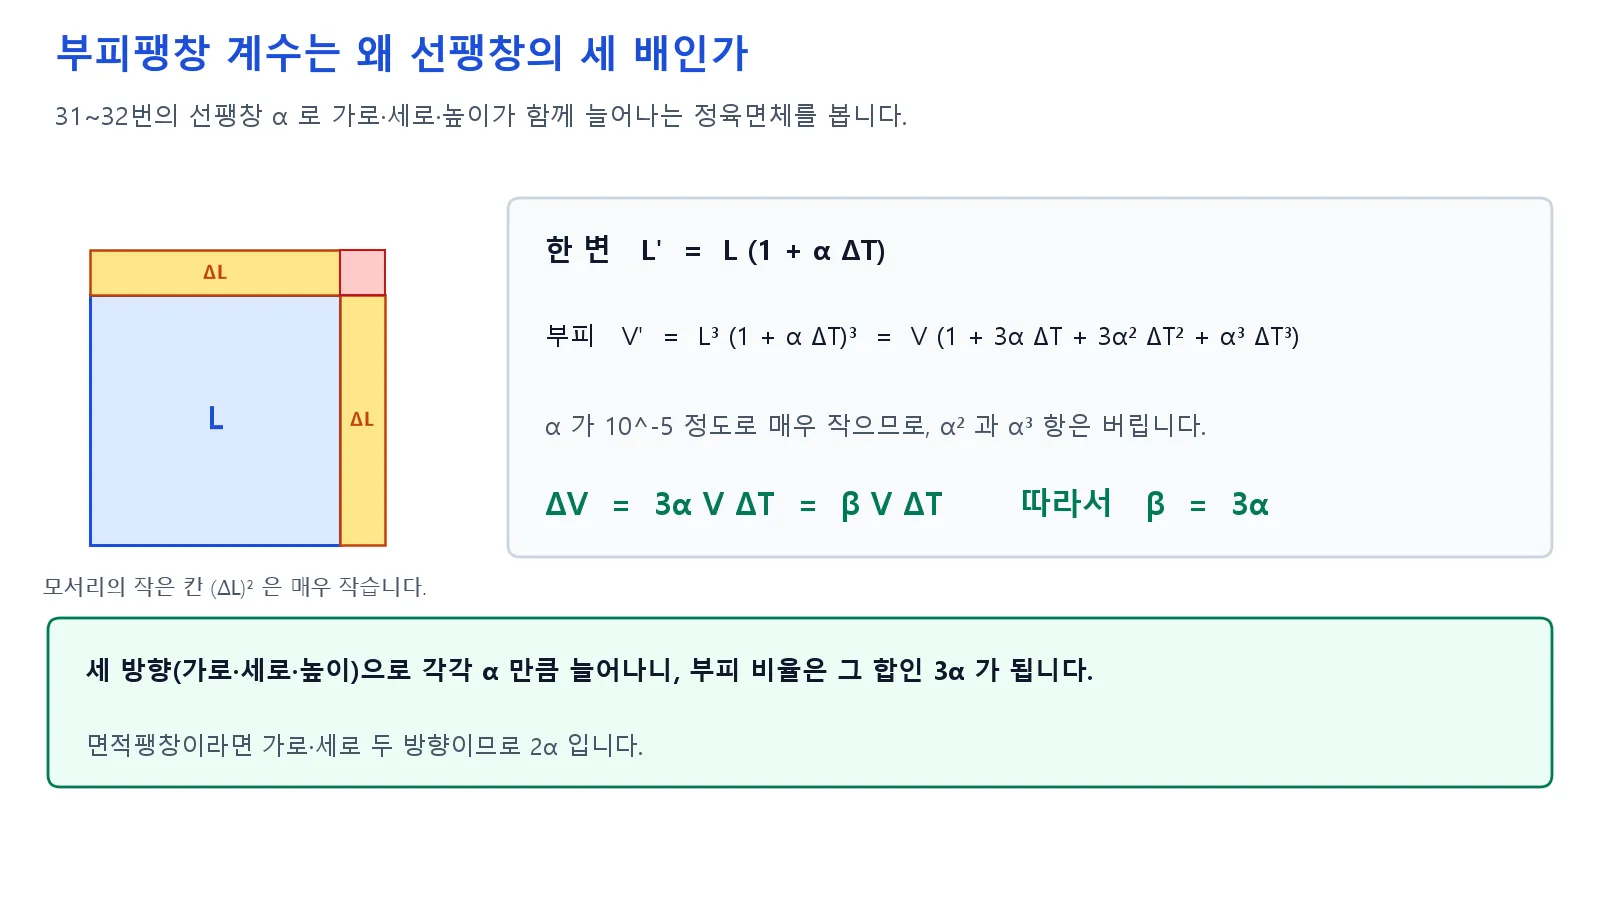 부피팽창 계수는 왜 선팽창의 세 배인가
31~32번의 선팽창 α 로 가로·세로·높이가 함께 늘어나는 정육면체를 봅니다.
ΔL
L
ΔL
모서리의 작은 칸 (ΔL)² 은 매우 작습니다.
한 변 L' = L (1 + α ΔT)
부피 V' = L³ (1 + α ΔT)³ = V (1 + 3α ΔT + 3α² ΔT² + α³ ΔT³)
α 가 10^-5 정도로 매우 작으므로, α² 과 α³ 항은 버립니다.
ΔV = 3α V ΔT = β V ΔT 따라서 β = 3α
세 방향(가로·세로·높이)으로 각각 α 만큼 늘어나니, 부피 비율은 그 합인 3α 가 됩니다.
면적팽창이라면 가로·세로 두 방향이므로 2α 입니다.